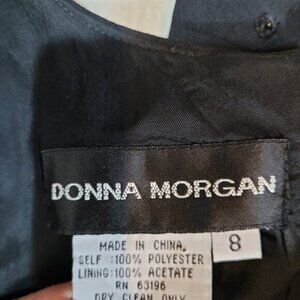 DONNA MORGAN
MADE IN CHINA,
SELF :100% POLYESTER
LINING:100% ACETATE
RN 63196
DRY CLEAN ONLY
8